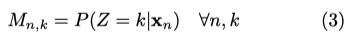 M_{n,k} = P(Z = k|𝐱_n) ∀n, k (3)